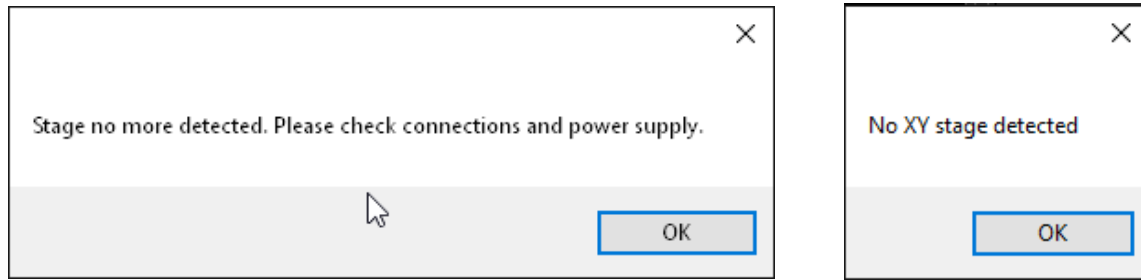 Stage no more detected. Please check connections and power supply.
OK
No XY stage detected
OK